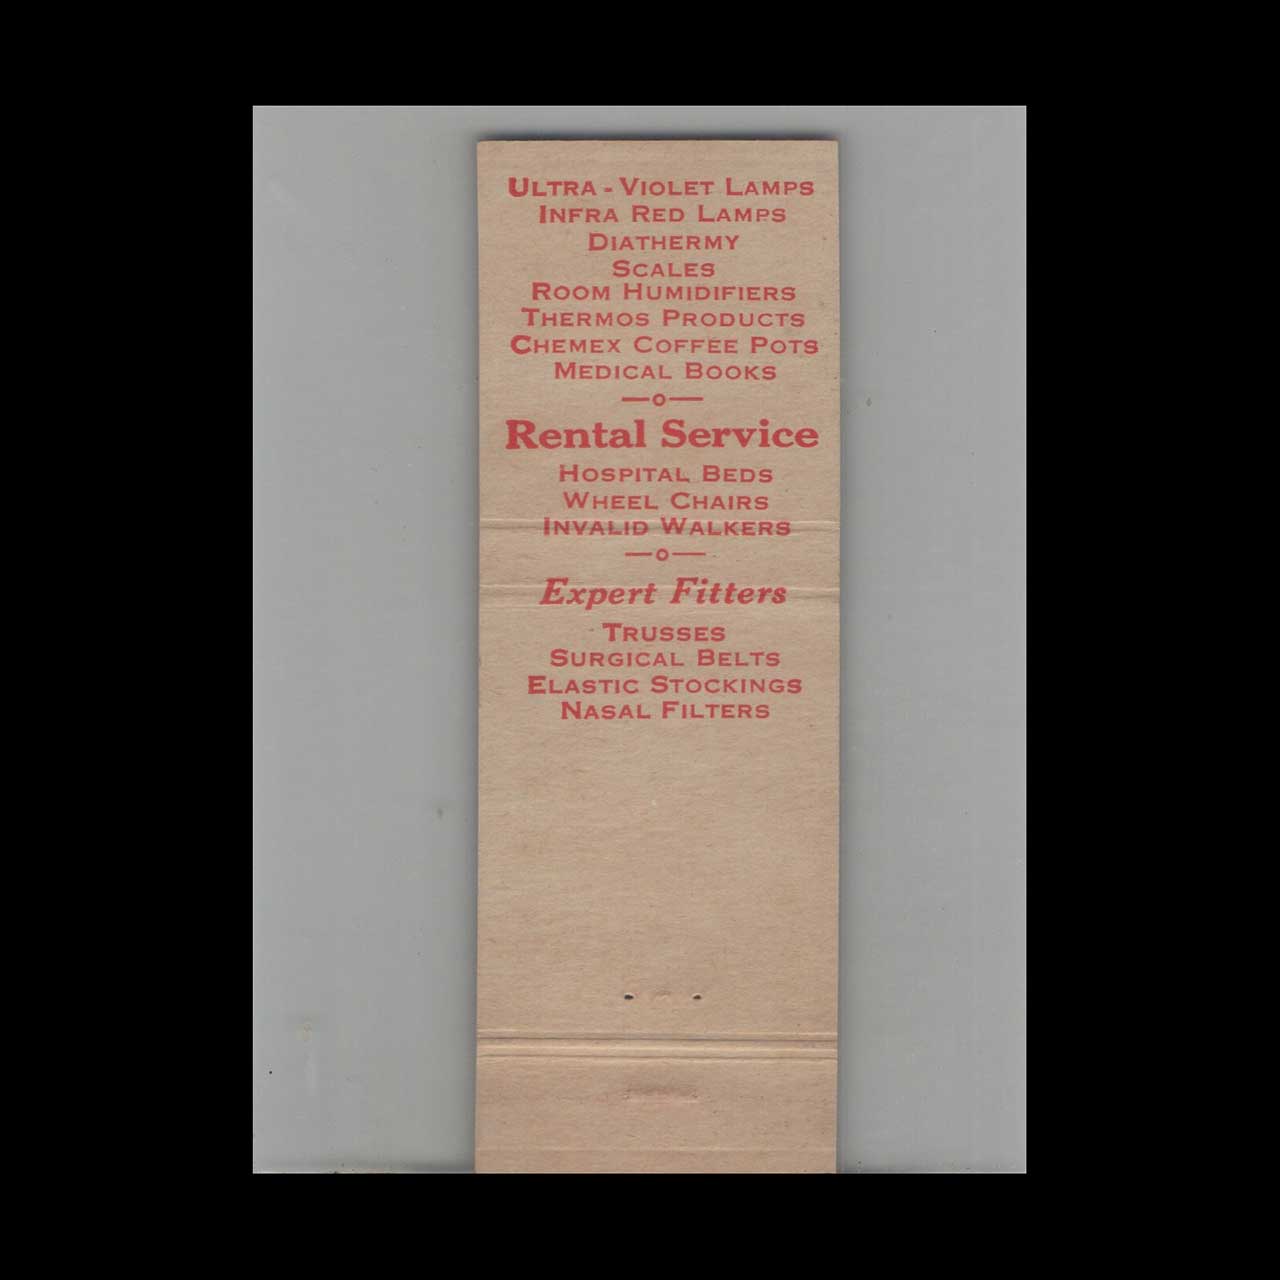 Ultra-Violet Lamps
Infra Red Lamps
Diathermy
Scales
Room Humidifiers
Thermos Products
Chemex Coffee Pots
Medical Books
Rental Service
Hospital Beds
Wheel Chairs
Invalid Walkers
Expert Fitters
Trusses
Surgical Belts
Elastic Stockings
Nasal Filters